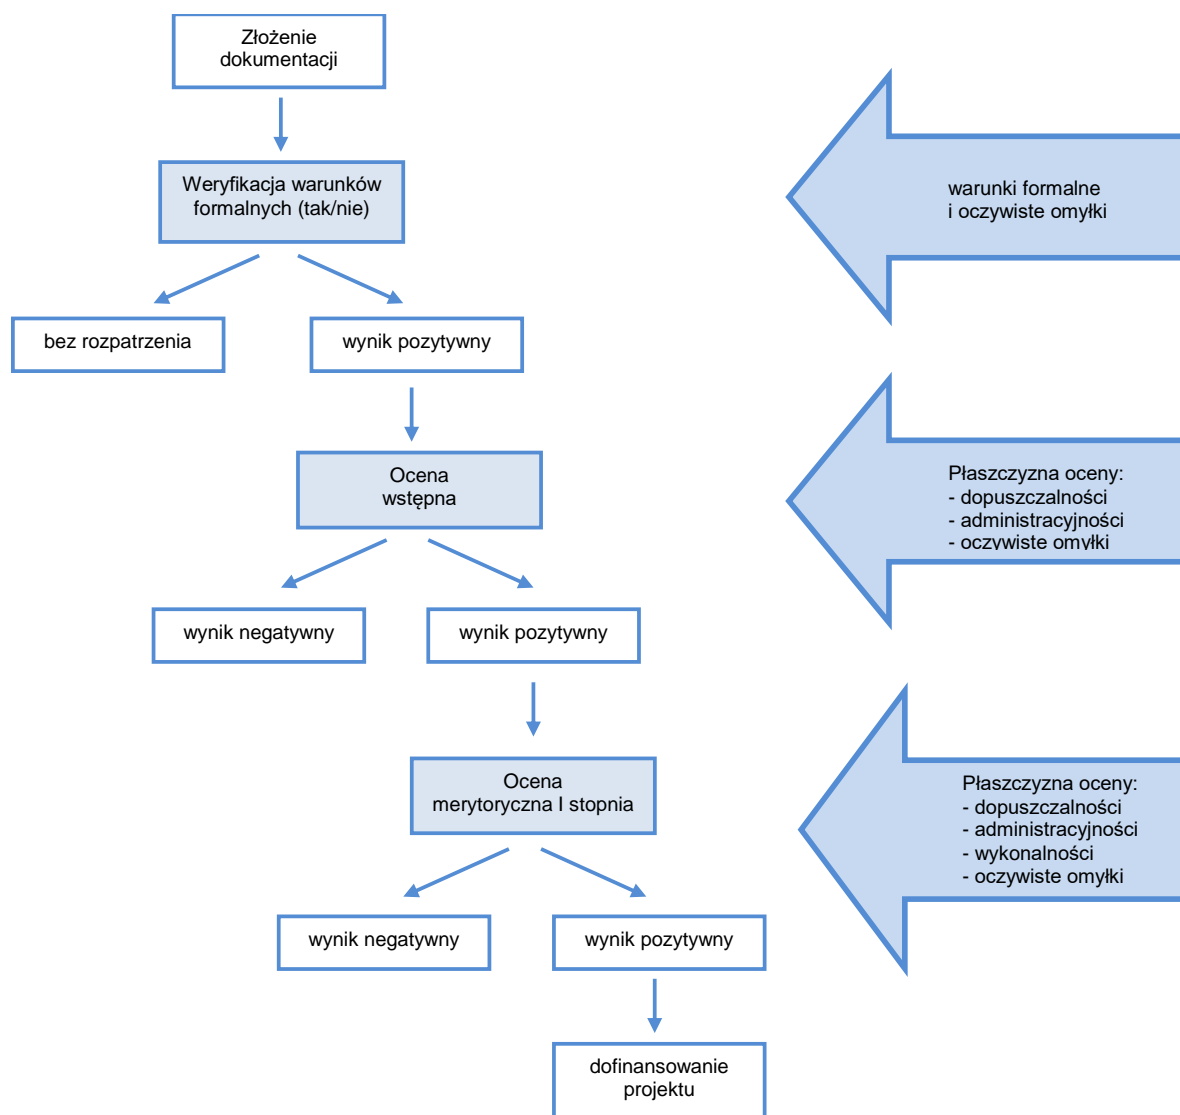 Złożenie
dokumentacji
Weryfikacja warunków
formalnych (tak/nie)
warunki formalne
i oczywiste omyłki
bez rozpatrzenia
wynik pozytywny
Ocena
wstępna
Płaszczyzna oceny:
- dopuszczalności
- administracyjności
- oczywiste omyłki
wynik negatywny
wynik pozytywny
Ocena
merytoryczna I stopnia
Płaszczyzna oceny:
- dopuszczalności
- administracyjności
- wykonalności
- oczywiste omyłki
wynik negatywny
wynik pozytywny
dofinansowanie
projektu